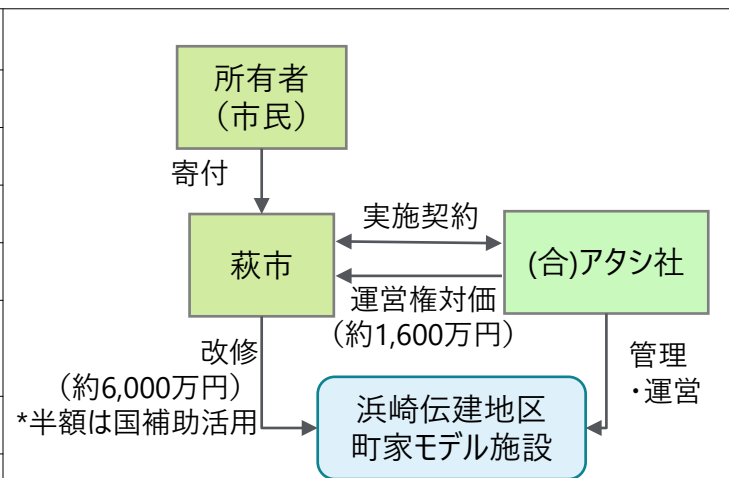 所有者
（市民）
寄付
実施契約
萩市
(合)アタシ社
運営権対価
（約1,600万円）
改修
（約6,000万円）
*半額は国補助活用
管理
・運営
浜崎伝建地区
町家モデル施設